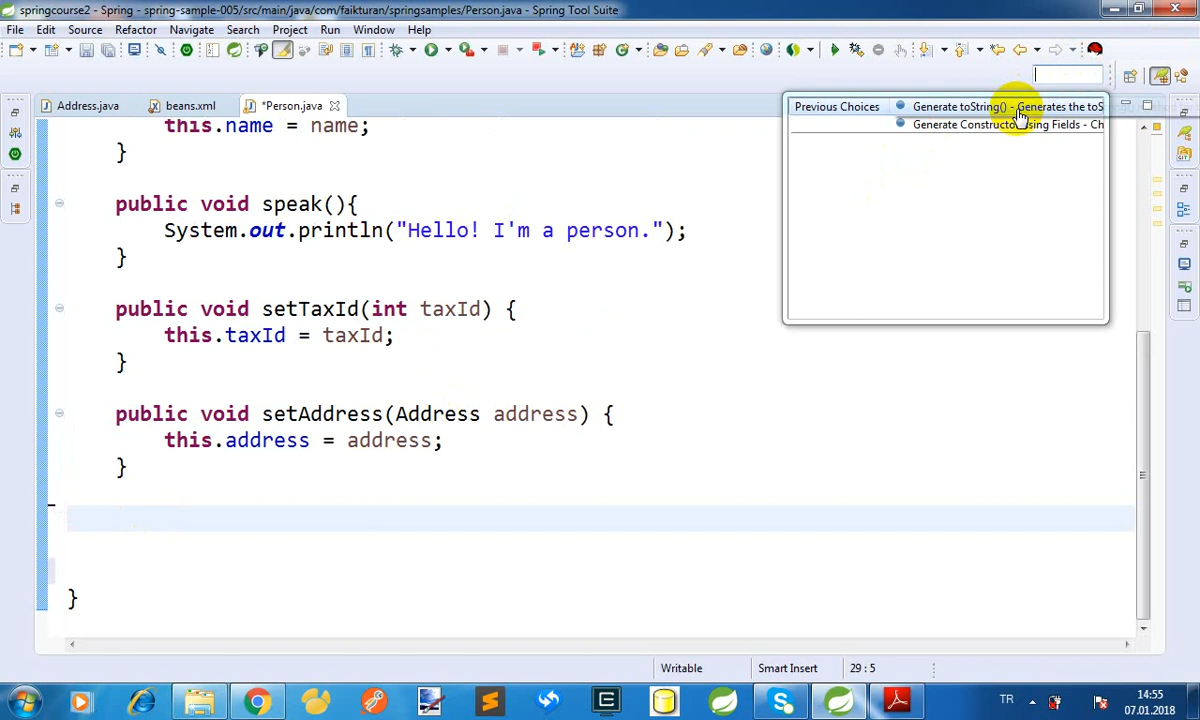 springcourse2 - Spring - spring-sample-005/src/main/java/com/faikturan/springsamples/Person.java - Spring Tool Suite
File Edit Source Refactor Navigate Search Project Run Window Help
Address.java beans.xml *Person.java
Previous Choices Generate toString() - Generates the toS
Generate Constructo Using Fields - Ch
this.name = name;
}
public void speak(){
System.out.println("Hello! I'm a person.");
}
public void setTaxId(int taxId) {
this.taxId = taxId;
}
public void setAddress(Address address) {
this.address = address;
}
}
Writable Smart Insert 29 : 5
TR 14:55
07.01.2018